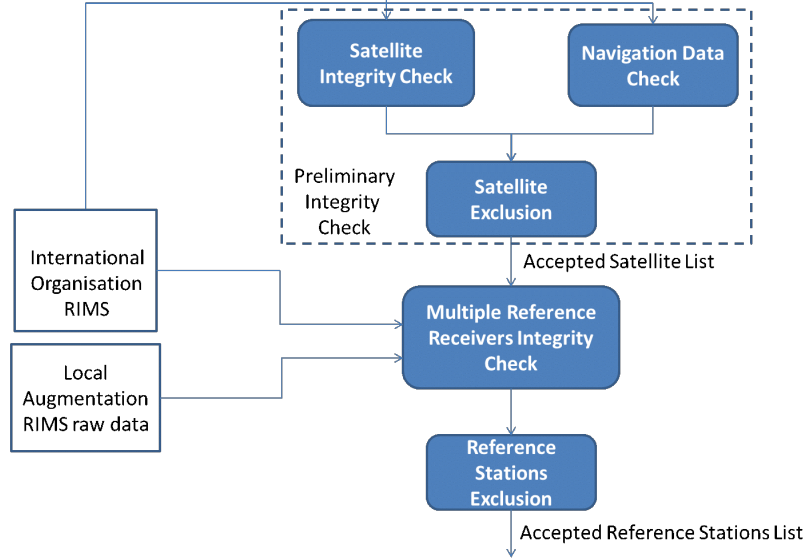 Satellite
Integrity Check
Navigation Data
Check
Preliminary
Integrity
Check
Satellite
Exclusion
International
Organisation
RIMS
Accepted Satellite List
Multiple Reference
Receivers Integrity
Check
Local
Augmentation
RIMS raw data
Reference
Stations
Exclusion
Accepted Reference Stations List